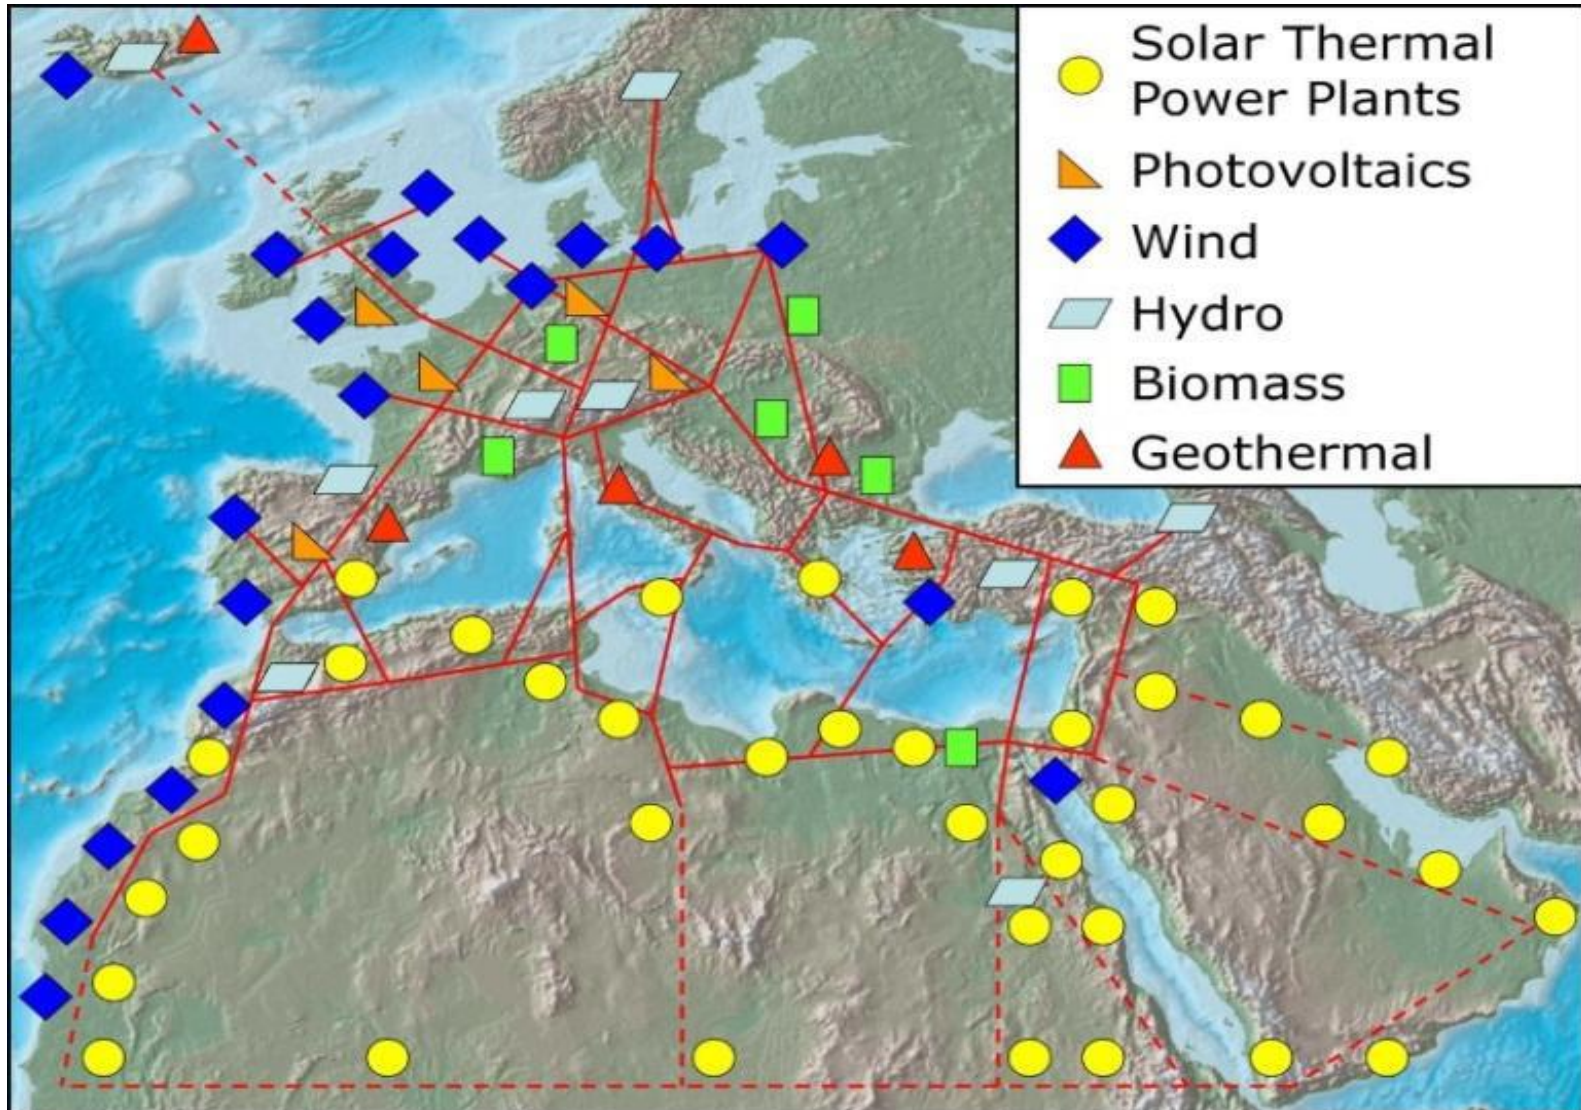 Solar Thermal
Power Plants
Photovoltaics
Wind
Hydro
Biomass
Geothermal